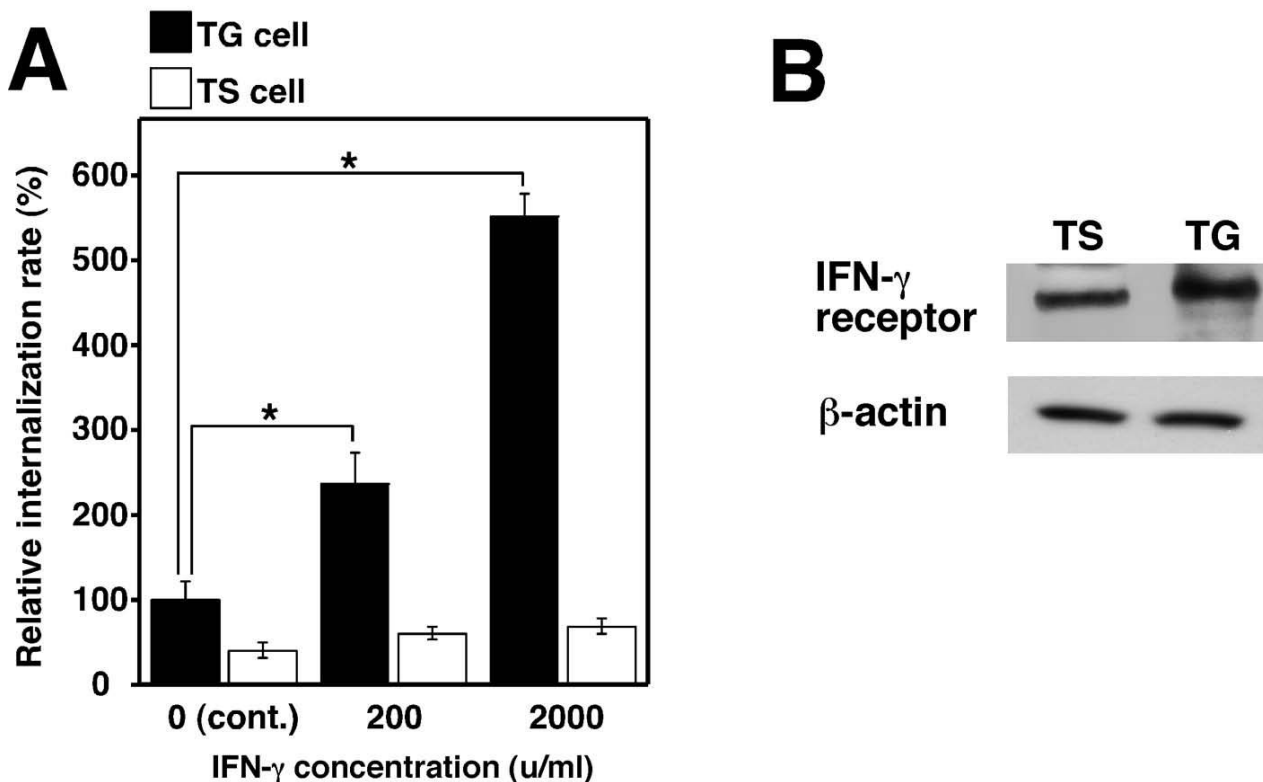 A
TG cell
TS cell
Relative internalization rate (%)
600
500
400
300
200
100
0
*
*
0 (cont.)
200
2000
IFN-γ concentration (u/ml)
B
TS
TG
IFN-γ
receptor
β-actin